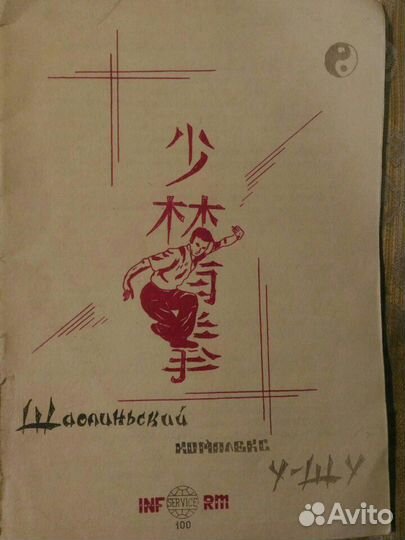 少林拳
Шаолиньский
комплекс
У-ШУ
INF SERVICE RM
100
Avito